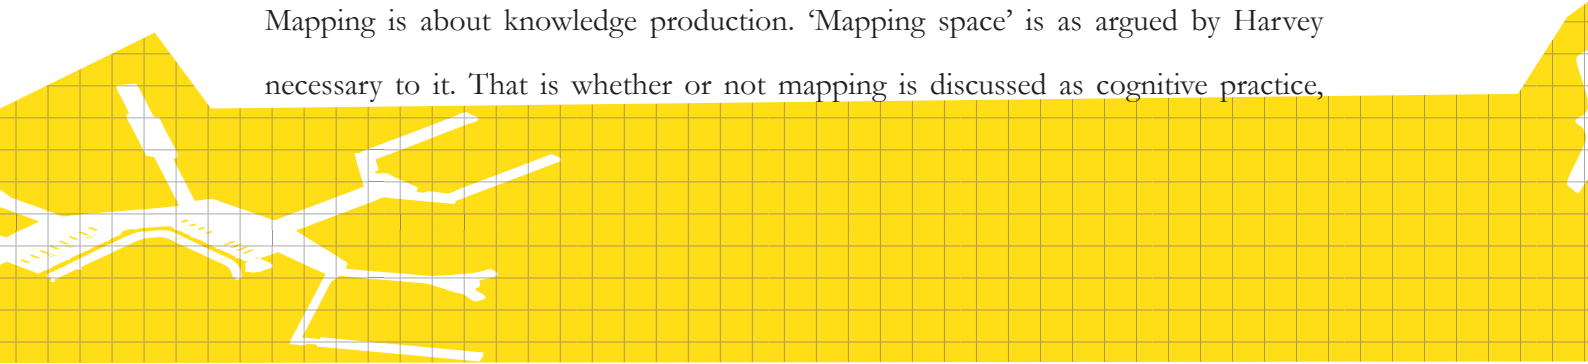 Mapping is about knowledge production. ‘Mapping space’ is as argued by Harvey
necessary to it. That is whether or not mapping is discussed as cognitive practice,